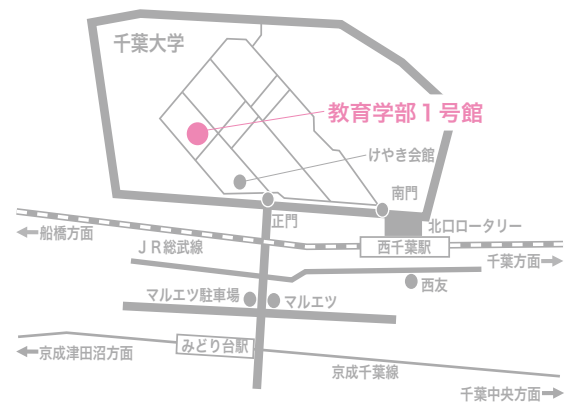 千葉大学
教育学部1号館
けやき会館
南門
正門
北口ロータリー
船橋方面
JR総武線
西千葉駅
千葉方面
マルエツ駐車場
マルエツ
西友
みどり台駅
京成津田沼方面
京成千葉線
千葉中央方面